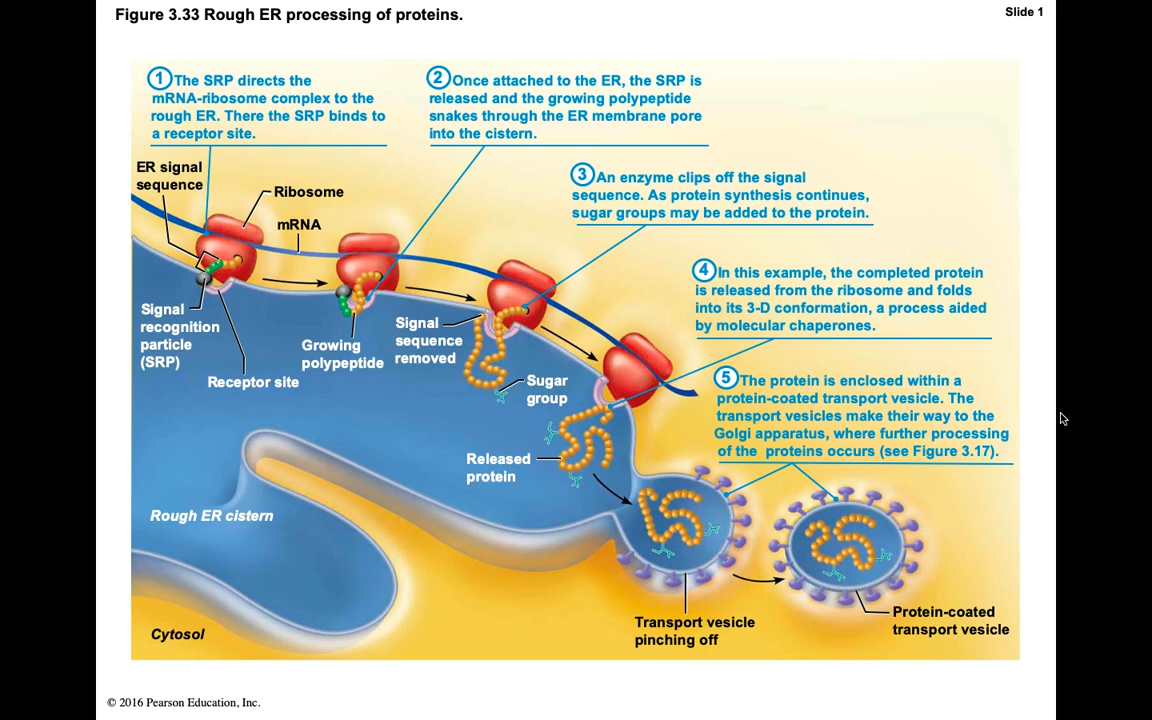 Figure 3.33 Rough ER processing of proteins.
Slide 1
1 The SRP directs the
mRNA-ribosome complex to the
rough ER. There the SRP binds to
a receptor site.
2 Once attached to the ER, the SRP is
released and the growing polypeptide
snakes through the ER membrane pore
into the cistern.
3 An enzyme clips off the signal
sequence. As protein synthesis continues,
sugar groups may be added to the protein.
4 In this example, the completed protein
is released from the ribosome and folds
into its 3-D conformation, a process aided
by molecular chaperones.
5 The protein is enclosed within a
protein-coated transport vesicle. The
transport vesicles make their way to the
Golgi apparatus, where further processing
of the proteins occurs (see Figure 3.17).
ER signal
sequence
Ribosome
mRNA
Signal
recognition
particle
(SRP)
Receptor site
Growing
polypeptide
Signal
sequence
removed
Sugar
group
Released
protein
Rough ER cistern
Cytosol
Transport vesicle
pinching off
Protein-coated
transport vesicle
© 2016 Pearson Education, Inc.